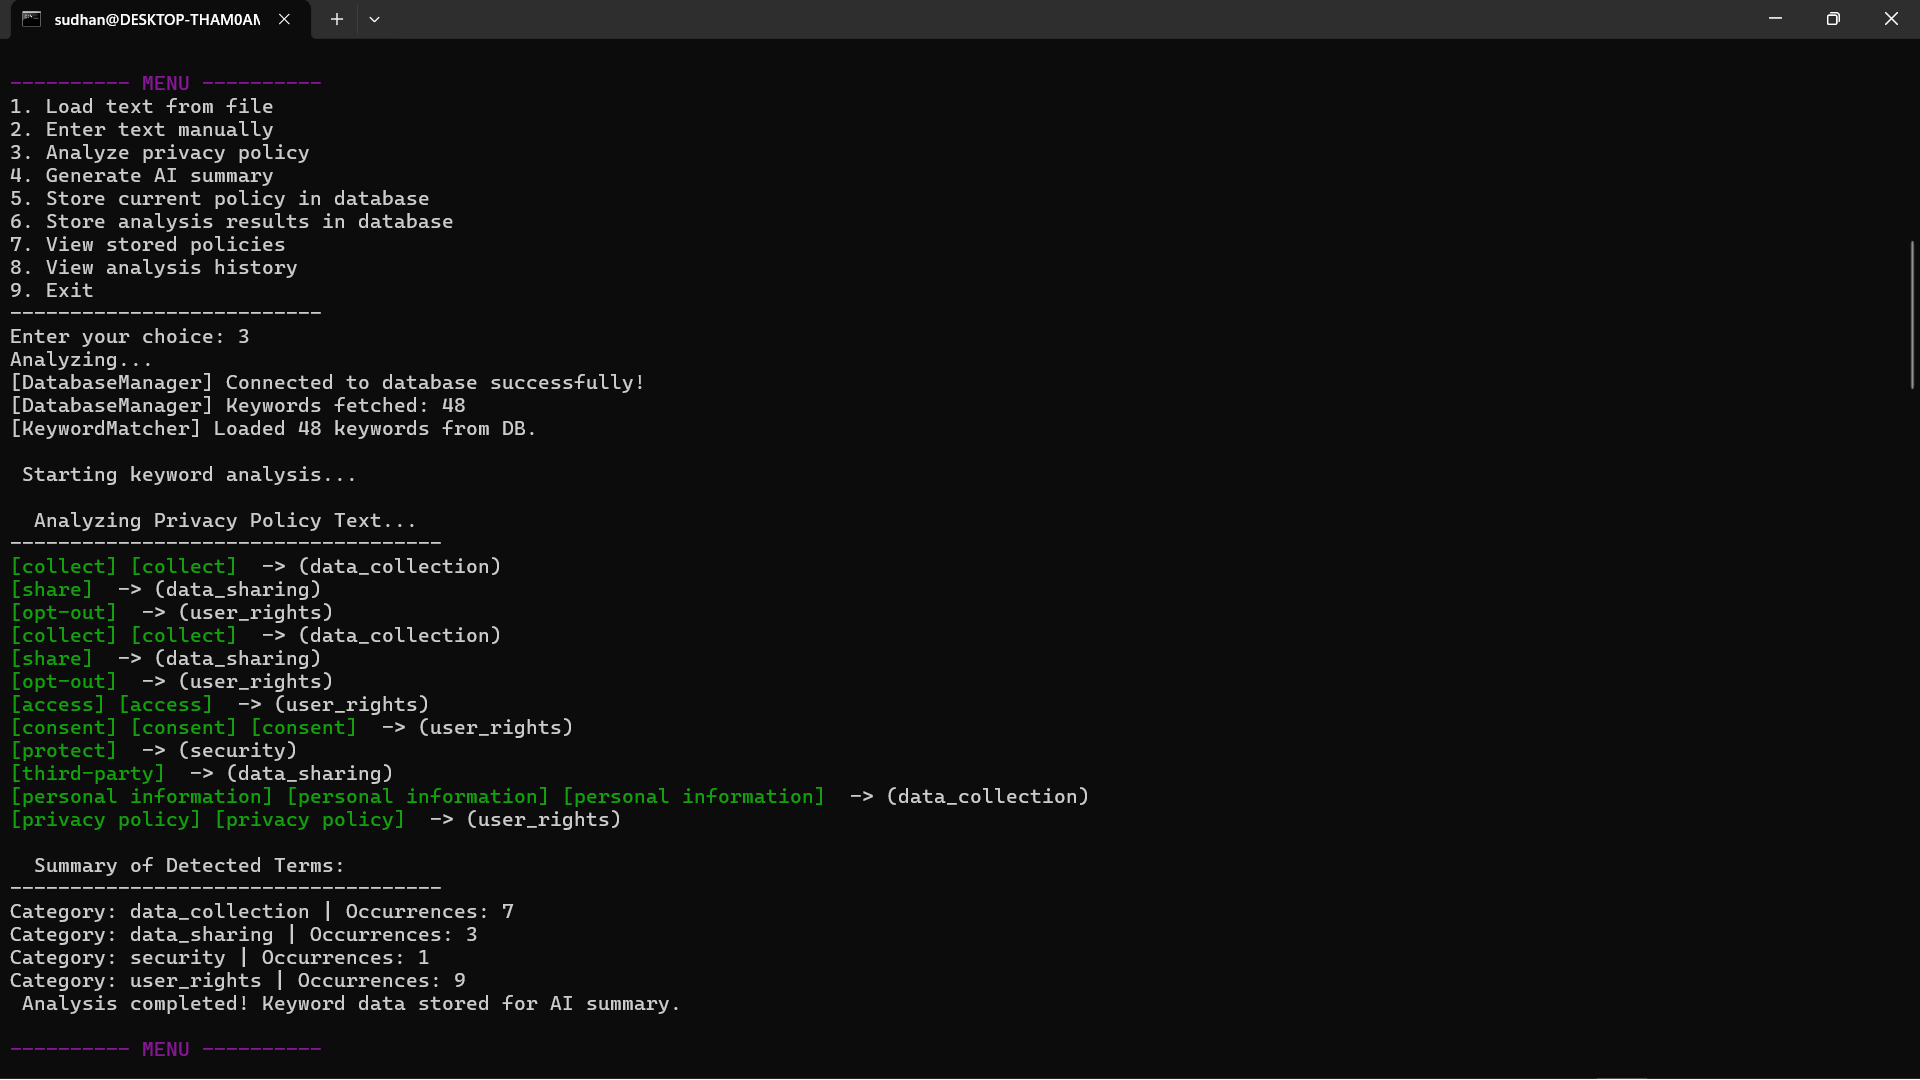 sudhan@DESKTOP-THAM0AM
---------- MENU ----------
1. Load text from file
2. Enter text manually
3. Analyze privacy policy
4. Generate AI summary
5. Store current policy in database
6. Store analysis results in database
7. View stored policies
8. View analysis history
9. Exit
--------------------------
Enter your choice: 3
Analyzing...
[DatabaseManager] Connected to database successfully!
[DatabaseManager] Keywords fetched: 48
[KeywordMatcher] Loaded 48 keywords from DB.
Starting keyword analysis...
Analyzing Privacy Policy Text...
------------------------------------
[collect] [collect]  -> (data_collection)
[share]  -> (data_sharing)
[opt-out]  -> (user_rights)
[collect] [collect]  -> (data_collection)
[share]  -> (data_sharing)
[opt-out]  -> (user_rights)
[access] [access]  -> (user_rights)
[consent] [consent] [consent]  -> (user_rights)
[protect]  -> (security)
[third-party]  -> (data_sharing)
[personal information] [personal information] [personal information]  -> (data_collection)
[privacy policy] [privacy policy]  -> (user_rights)
Summary of Detected Terms:
------------------------------------
Category: data_collection | Occurrences: 7
Category: data_sharing | Occurrences: 3
Category: security | Occurrences: 1
Category: user_rights | Occurrences: 9
Analysis completed! Keyword data stored for AI summary.
---------- MENU ----------